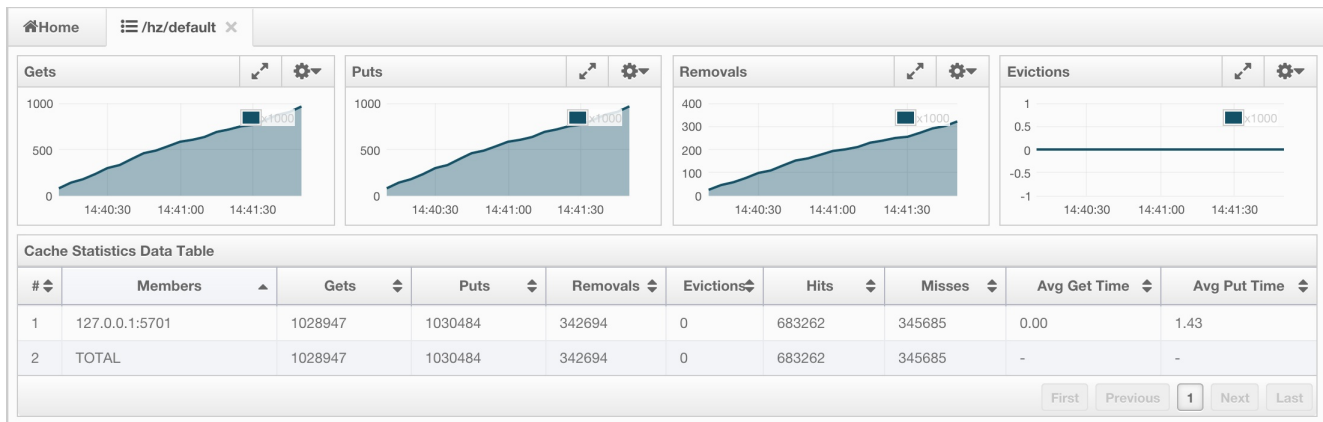 Home /hz/default
Gets Puts Removals Evictions
1000
500
0
x1000
14:40:30 14:41:00 14:41:30
1000
500
0
x1000
14:40:30 14:41:00 14:41:30
400
300
200
100
0
x1000
14:40:30 14:41:00 14:41:30
1
0.5
0
-0.5
-1
x1000
14:40:30 14:41:00 14:41:30
Cache Statistics Data Table
# Members Gets Puts Removals Evictions Hits Misses Avg Get Time Avg Put Time
1 127.0.0.1:5701 1028947 1030484 342694 0 683262 345685 0.00 1.43
2 TOTAL 1028947 1030484 342694 0 683262 345685 - -
First Previous 1 Next Last